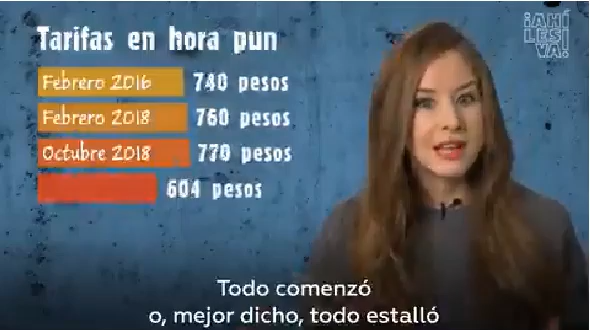 ¡AHÍ
LES
VA!
Tarifas en hora pun
Febrero 2016 740 pesos
Febrero 2018 760 pesos
Octubre 2018 770 pesos
604 pesos
Todo comenzó
o, mejor dicho, todo estalló